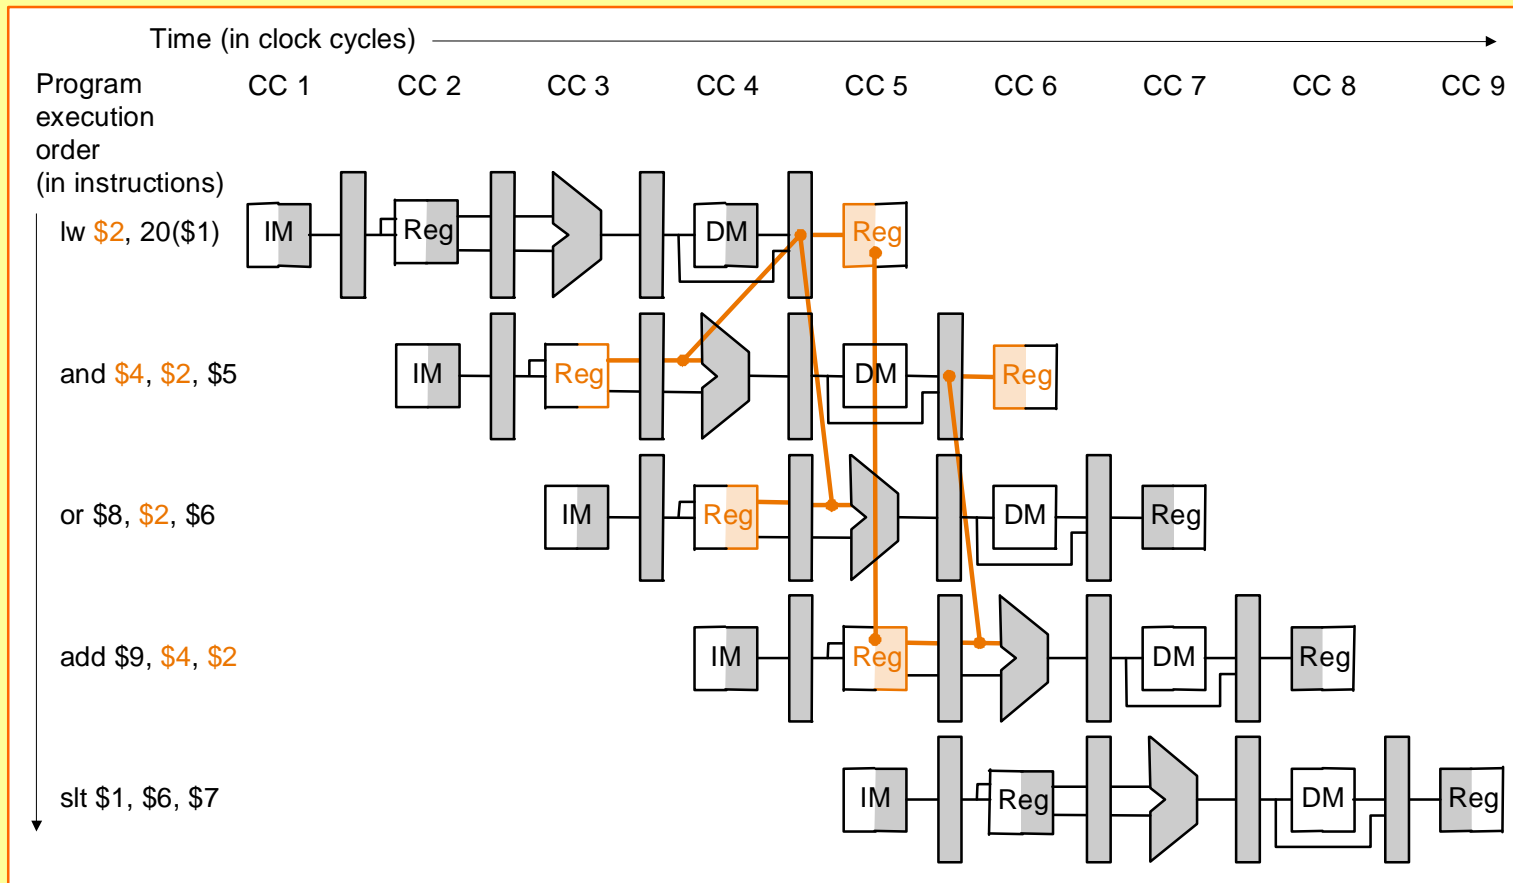 Time (in clock cycles)
Program
execution
order
(in instructions)
CC 1 CC 2 CC 3 CC 4 CC 5 CC 6 CC 7 CC 8 CC 9
lw $2, 20($1) IM Reg DM Reg
and $4, $2, $5 IM Reg DM Reg
or $8, $2, $6 IM Reg DM Reg
add $9, $4, $2 IM Reg DM Reg
slt $1, $6, $7 IM Reg DM Reg